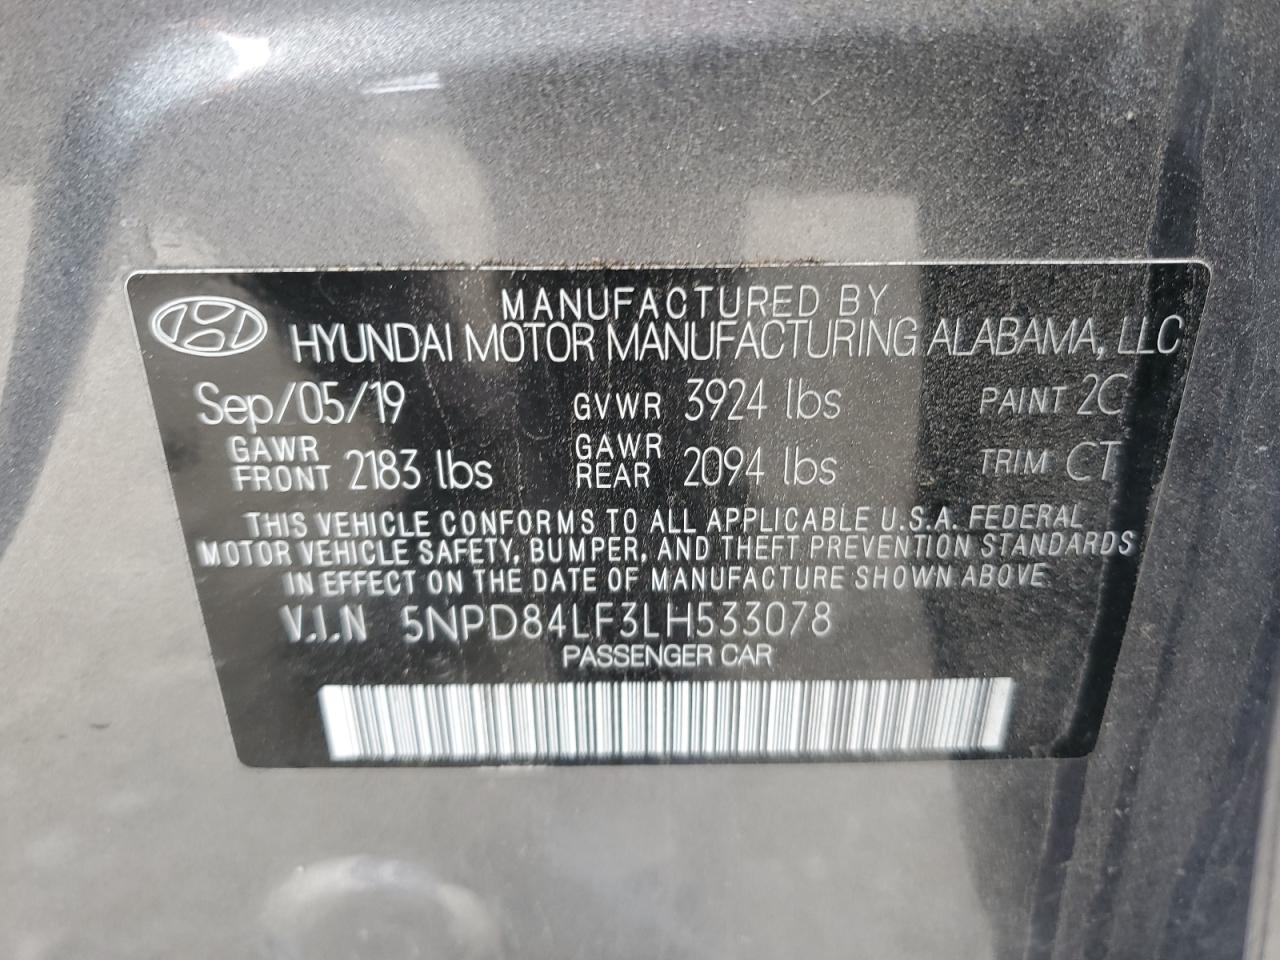 MANUFACTURED BY
HYUNDAI MOTOR MANUFACTURING ALABAMA, LLC
Sep/05/19 GVWR 3924 lbs PAINT 2C
GAWR FRONT 2183 lbs GAWR REAR 2094 lbs TRIM CT
THIS VEHICLE CONFORMS TO ALL APPLICABLE U.S.A. FEDERAL
MOTOR VEHICLE SAFETY, BUMPER, AND THEFT PREVENTION STANDARDS
IN EFFECT ON THE DATE OF MANUFACTURE SHOWN ABOVE
V.I.N 5NPD84LF3LH533078
PASSENGER CAR